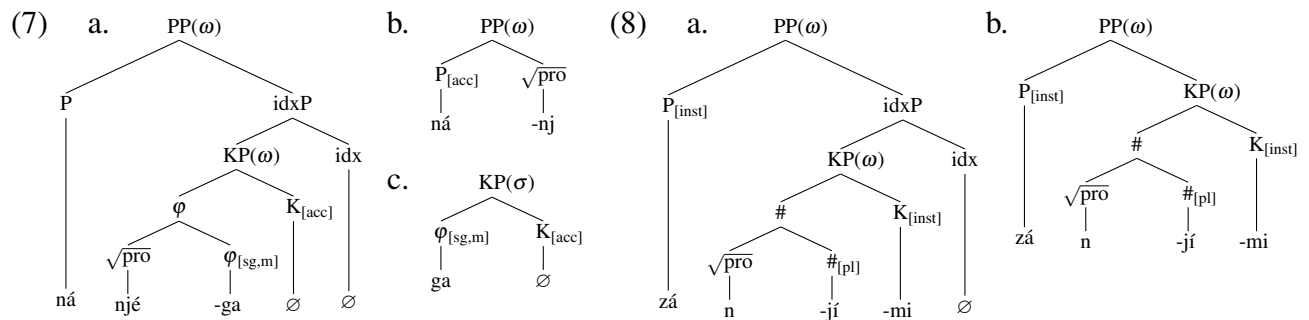 (7) a. b. (8) a. b.
PP(ω) PP(ω) PP(ω) PP(ω)
P[acc] √pro
P idxP ná -nj P[inst] idxP P[inst] KP(ω)
KP(ω) idx c. KP(σ) KP(ω) idx # K[inst]
φ K[acc] φ[sg,m] K[acc] # K[inst] √pro #[pl]
√pro φ[sg,m] ga ∅ √pro #[pl] zá n -jí -mi
ná njé -ga ∅ ∅ zá n -jí -mi ∅